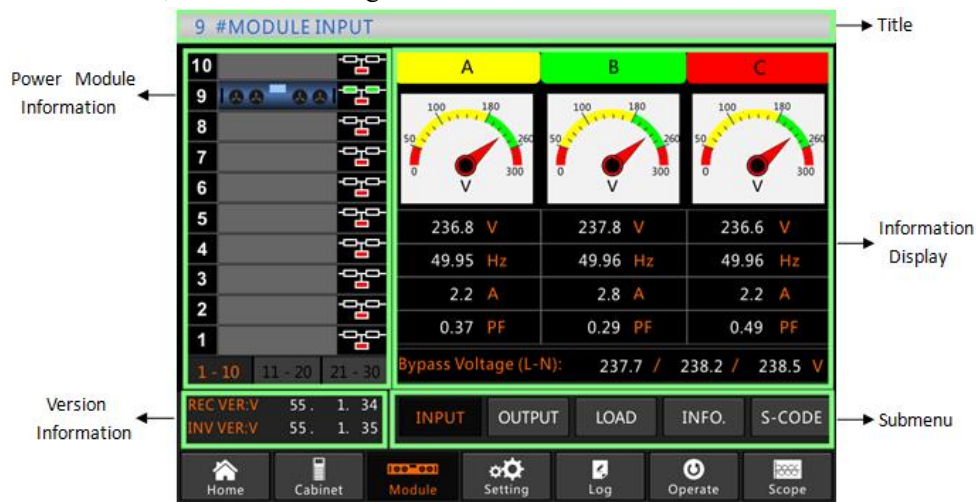 9 #MODULE INPUT
Title
Power Module
Information
10
9
8
7
6
5
4
3
2
1
1 - 10 11 - 20 21 - 30
A B C
0 50 100 180 260 300 V
0 50 100 180 260 300 V
0 50 100 180 260 300 V
236.8 V 237.8 V 236.6 V
49.95 Hz 49.96 Hz 49.96 Hz
2.2 A 2.8 A 2.2 A
0.37 PF 0.29 PF 0.49 PF
Bypass Voltage (L-N): 237.7 / 238.2 / 238.5 V
Information
Display
Version
Information
REC VER:V 55. 1. 34
INV VER:V 55. 1. 35
INPUT OUTPUT LOAD INFO. S-CODE
Submenu
Home Cabinet Module Setting Log Operate Scope